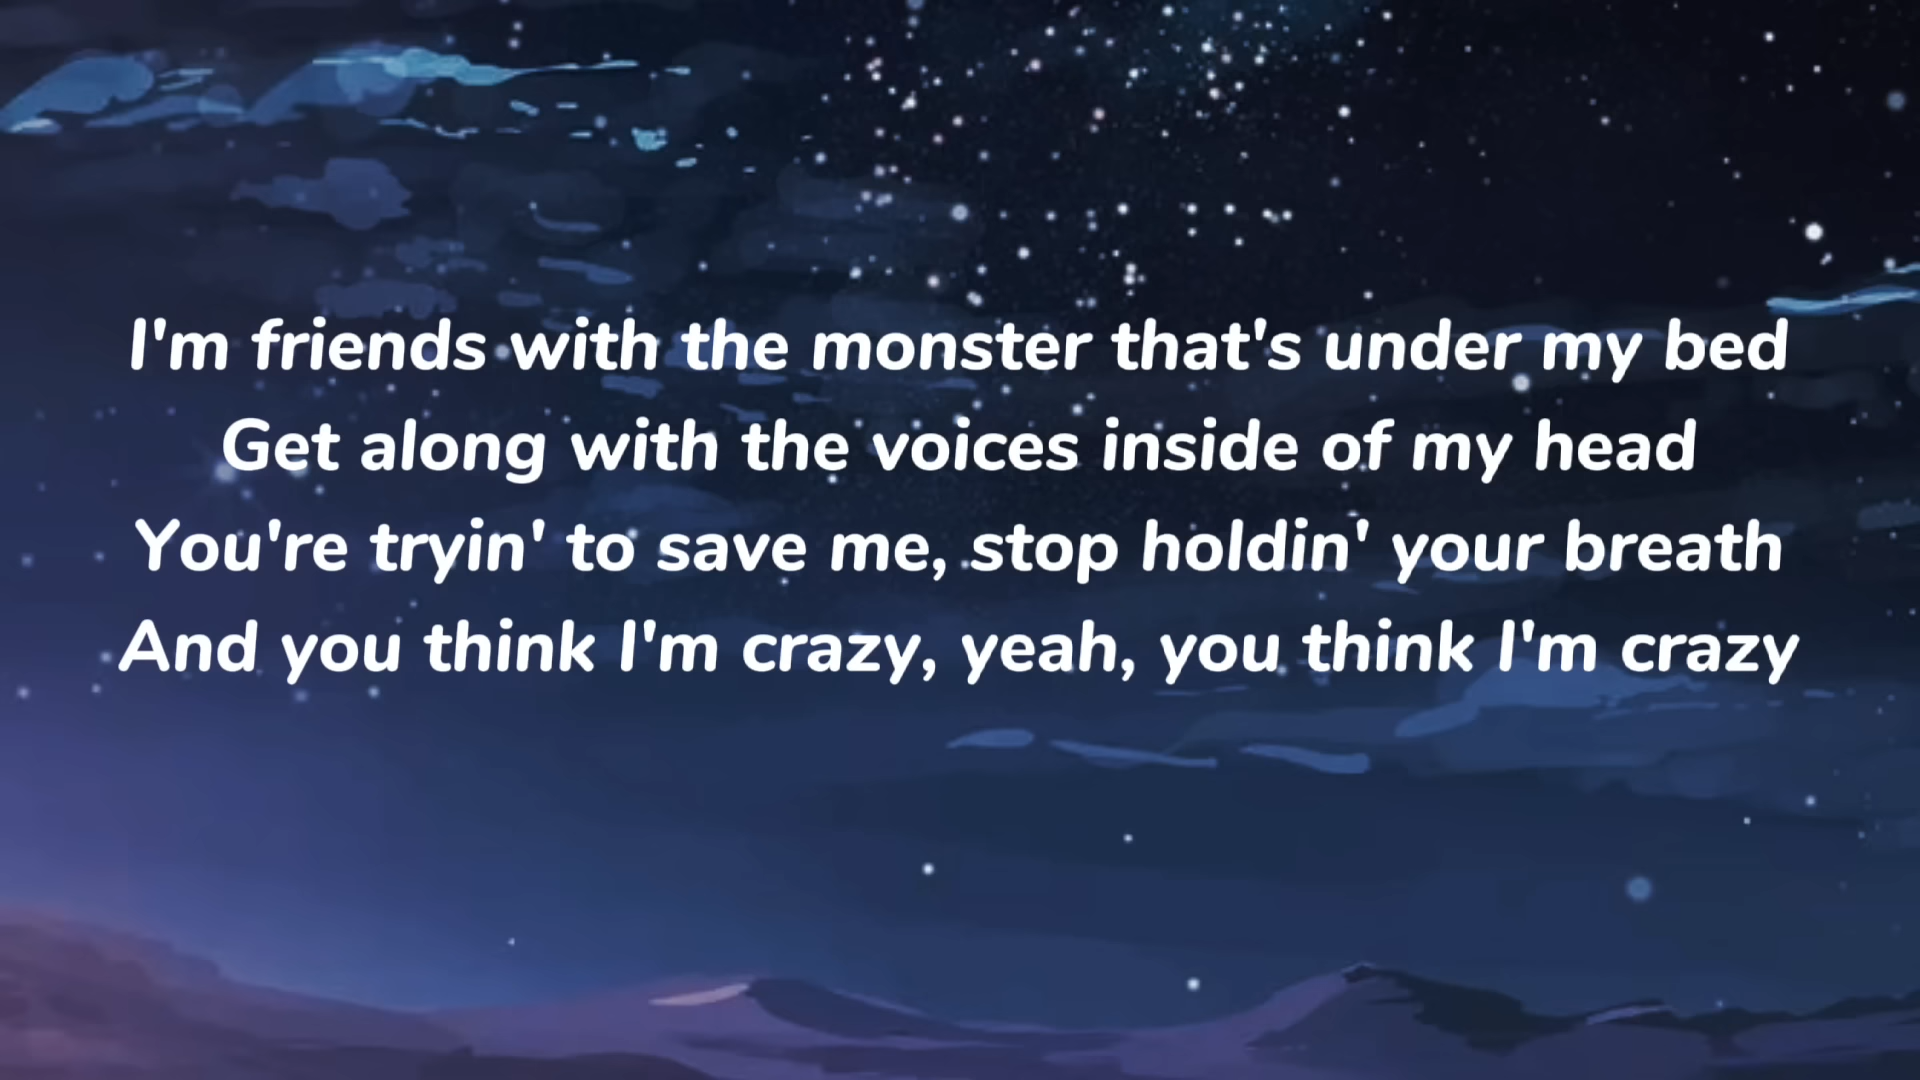 I'm friends with the monster that's under my bed
Get along with the voices inside of my head
You're tryin' to save me, stop holdin' your breath
And you think I'm crazy, yeah, you think I'm crazy